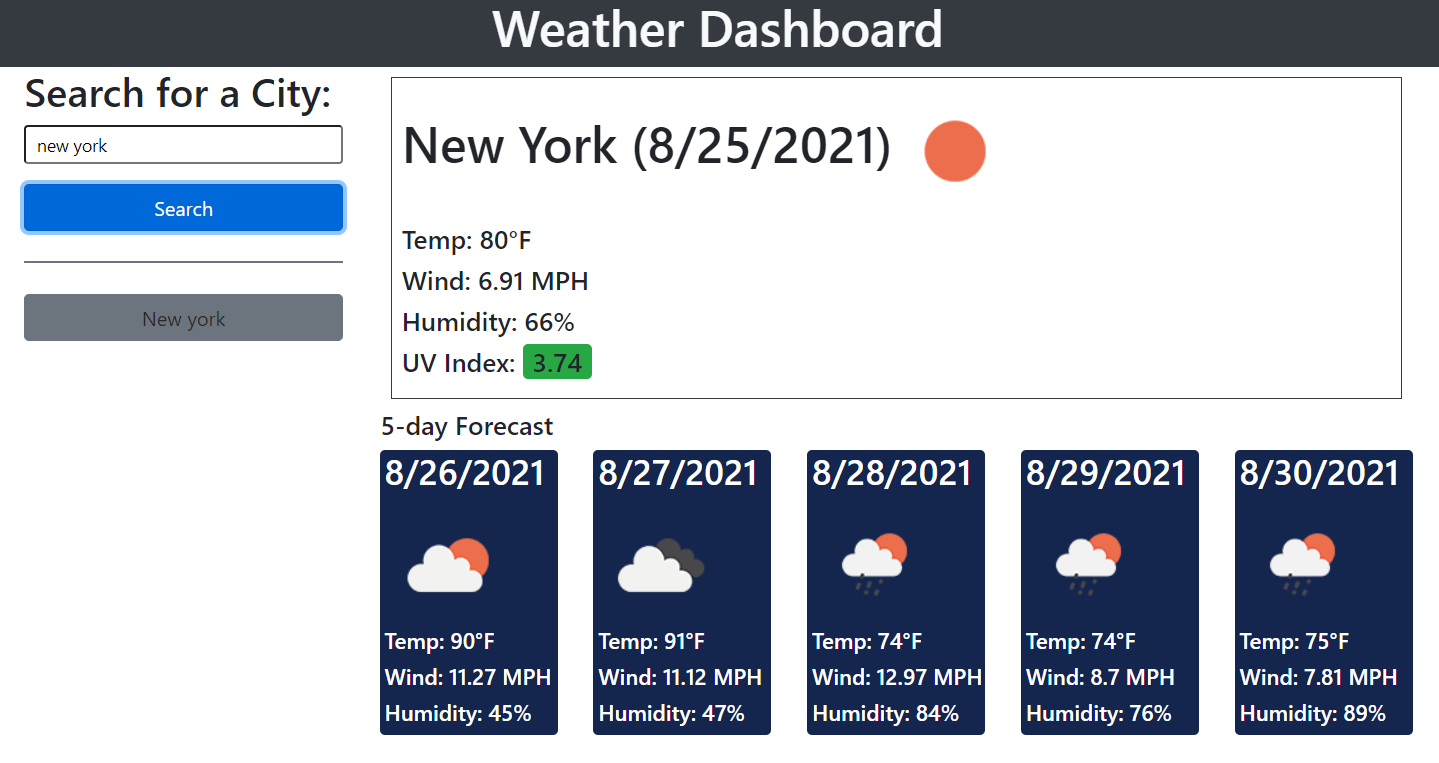 Weather Dashboard
Search for a City:
new york
Search
New york
New York (8/25/2021)
Temp: 80°F
Wind: 6.91 MPH
Humidity: 66%
UV Index: 3.74
5-day Forecast
8/26/2021
Temp: 90°F
Wind: 11.27 MPH
Humidity: 45%
8/27/2021
Temp: 91°F
Wind: 11.12 MPH
Humidity: 47%
8/28/2021
Temp: 74°F
Wind: 12.97 MPH
Humidity: 84%
8/29/2021
Temp: 74°F
Wind: 8.7 MPH
Humidity: 76%
8/30/2021
Temp: 75°F
Wind: 7.81 MPH
Humidity: 89%